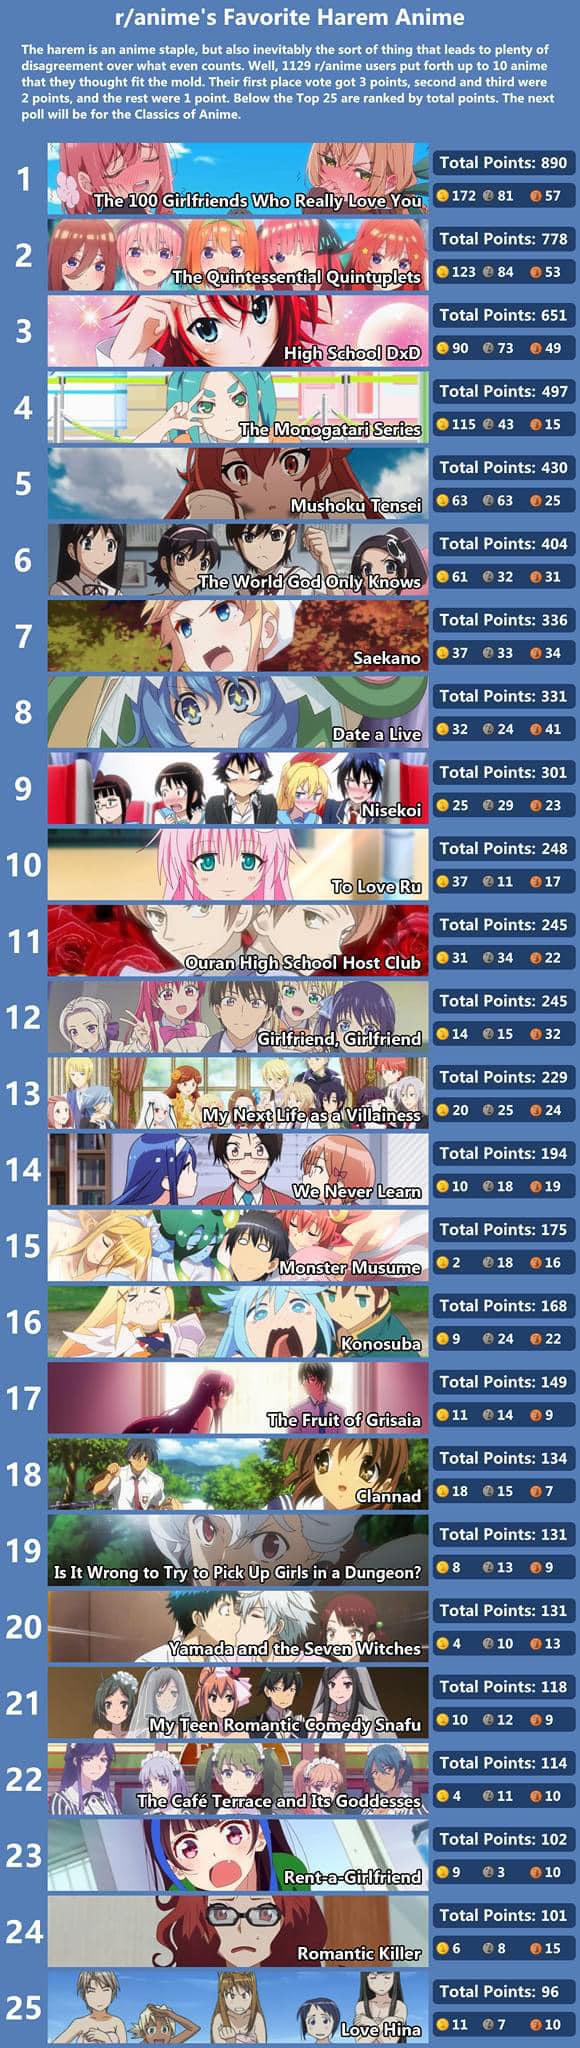 r/anime's Favorite Harem Anime
The harem is an anime staple, but also inevitably the sort of thing that leads to plenty of
disagreement over what even counts. Well, 1129 r/anime users put forth up to 10 anime
that they thought fit the mold. Their first place vote got 3 points, second and third were
2 points, and the rest were 1 point. Below the Top 25 are ranked by total points. The next
poll will be for the Classics of Anime.
1
The 100 Girlfriends Who Really Love You
Total Points: 890
172 81 57
2
The Quintessential Quintuplets
Total Points: 778
123 84 53
3
High School DxD
Total Points: 651
90 73 49
4
The Monogatari Series
Total Points: 497
115 43 15
5
Mushoku Tensei
Total Points: 430
63 63 25
6
The World God Only Knows
Total Points: 404
61 32 31
7
Saekano
Total Points: 336
37 33 34
8
Date a Live
Total Points: 331
32 24 41
9
Nisekoi
Total Points: 301
25 29 23
10
To Love Ru
Total Points: 248
37 11 17
11
Ouran High School Host Club
Total Points: 245
31 34 22
12
Girlfriend, Girlfriend
Total Points: 245
14 15 32
13
My Next Life as a Villainess
Total Points: 229
20 25 24
14
We Never Learn
Total Points: 194
10 18 19
15
Monster Musume
Total Points: 175
2 18 16
16
Konosuba
Total Points: 168
9 24 22
17
The Fruit of Grisaia
Total Points: 149
11 14 9
18
Clannad
Total Points: 134
18 15 7
19
Is It Wrong to Try to Pick Up Girls in a Dungeon?
Total Points: 131
8 13 9
20
Yamada and the Seven Witches
Total Points: 131
4 10 13
21
My Teen Romantic Comedy Snafu
Total Points: 118
10 12 9
22
The Café Terrace and Its Goddesses
Total Points: 114
4 11 10
23
Rent-a-Girlfriend
Total Points: 102
9 3 10
24
Romantic Killer
Total Points: 101
6 8 15
25
Love Hina
Total Points: 96
11 7 10